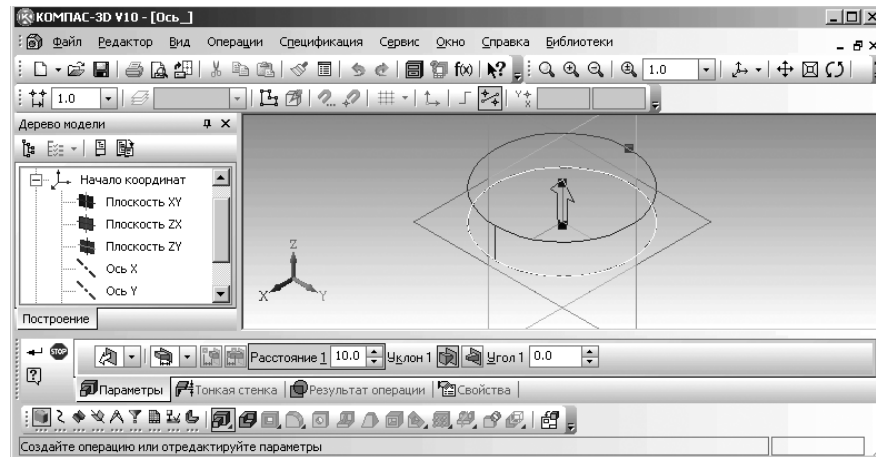 КОМПАС-3D V10 - [Ось_]
Файл Редактор Вид Операции Спецификация Сервис Окно Справка Библиотеки
f(x) 1.0
1.0
Дерево модели
Начало координат
Плоскость XY
Плоскость ZX
Плоскость ZY
Ось X
Ось Y
Построение
Z
X Y
STOP Расстояние 1 10.0 Уклон 1 Угол 1 0.0
Параметры Тонкая стенка Результат операции Свойства
Создайте операцию или отредактируйте параметры